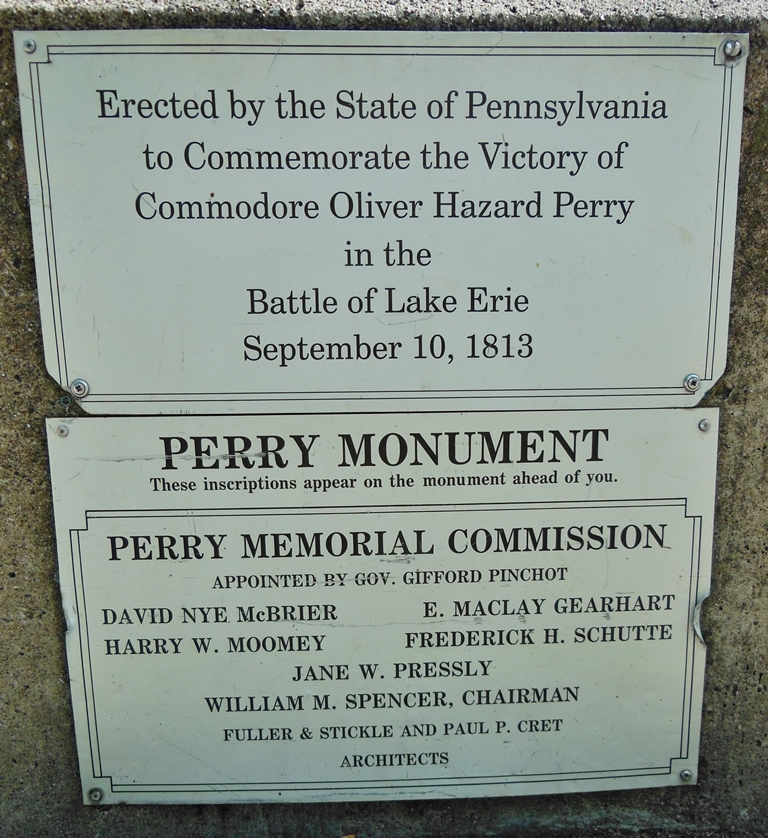 Erected by the State of Pennsylvania
to Commemorate the Victory of
Commodore Oliver Hazard Perry
in the
Battle of Lake Erie
September 10, 1813
PERRY MONUMENT
These inscriptions appear on the monument ahead of you.
PERRY MEMORIAL COMMISSION
APPOINTED BY GOV. GIFFORD PINCHOT
DAVID NYE McBRIER E. MACLAY GEARHART
HARRY W. MOOMEY FREDERICK H. SCHUTTE
JANE W. PRESSLY
WILLIAM M. SPENCER, CHAIRMAN
FULLER & STICKLE AND PAUL P. CRET
ARCHITECTS